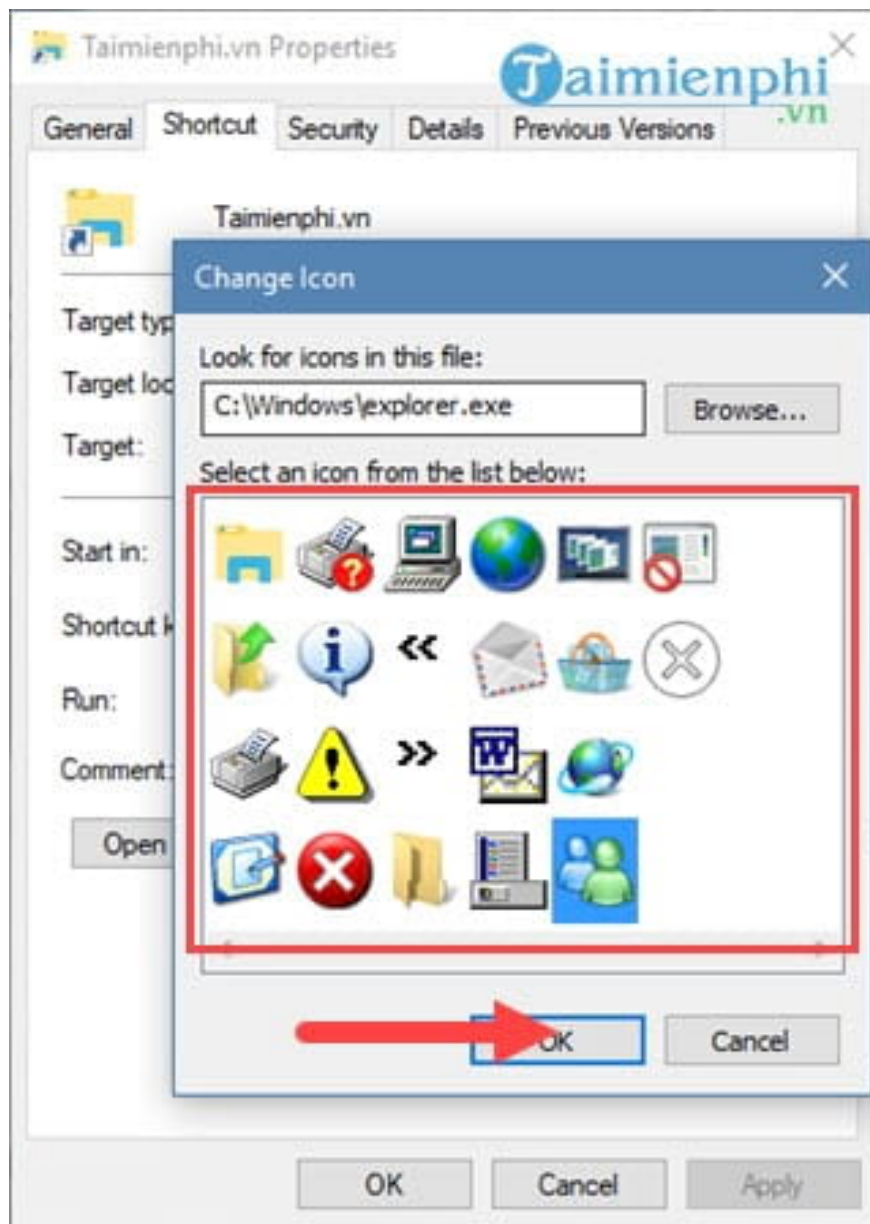 Taimienphi.vn Properties
Taimienphi
.vn
General Shortcut Security Details Previous Versions
Taimienphi.vn
Change Icon
Target typ
Look for icons in this file:
Target loc
C:\Windows\explorer.exe Browse...
Target:
Select an icon from the list below:
Start in:
Shortcut k
Run:
Comment:
Open
OK Cancel
OK Cancel Apply